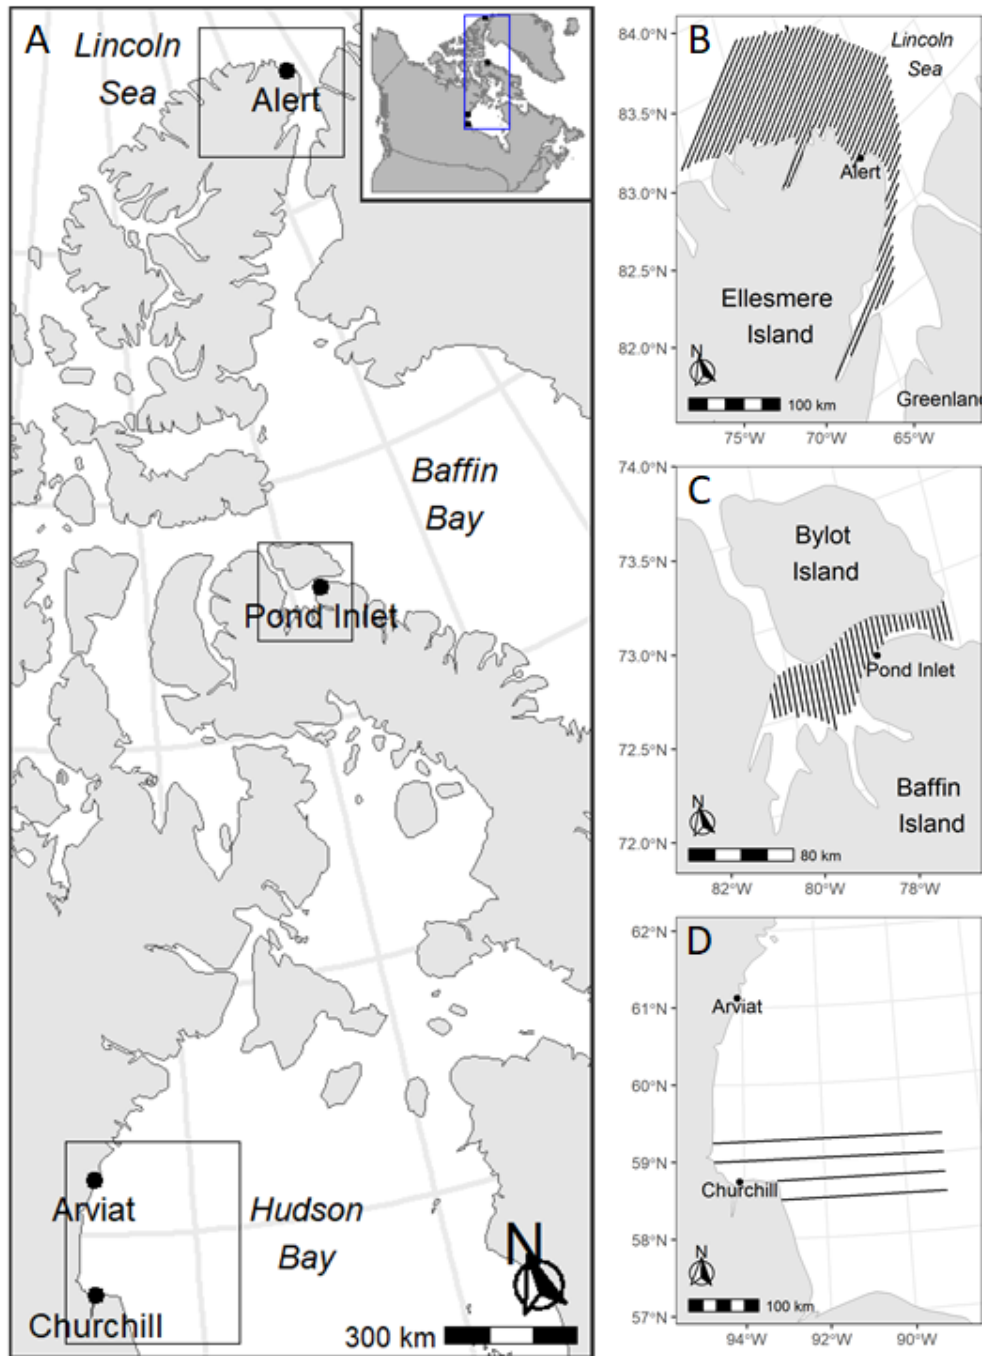 A
Lincoln
Sea
Alert
Baffin
Bay
Pond Inlet
Arviat
Hudson
Bay
Churchill
N
300 km
B
84.0°N
83.5°N
83.0°N
82.5°N
82.0°N
Lincoln
Sea
Alert
Ellesmere
Island
N
100 km
Greenland
75°W
70°W
65°W
C
74.0°N
73.5°N
73.0°N
72.5°N
72.0°N
Bylot
Island
Pond Inlet
Baffin
Island
N
80 km
82°W
80°W
78°W
D
62°N
61°N
60°N
59°N
58°N
57°N
Arviat
Churchill
N
100 km
94°W
92°W
90°W